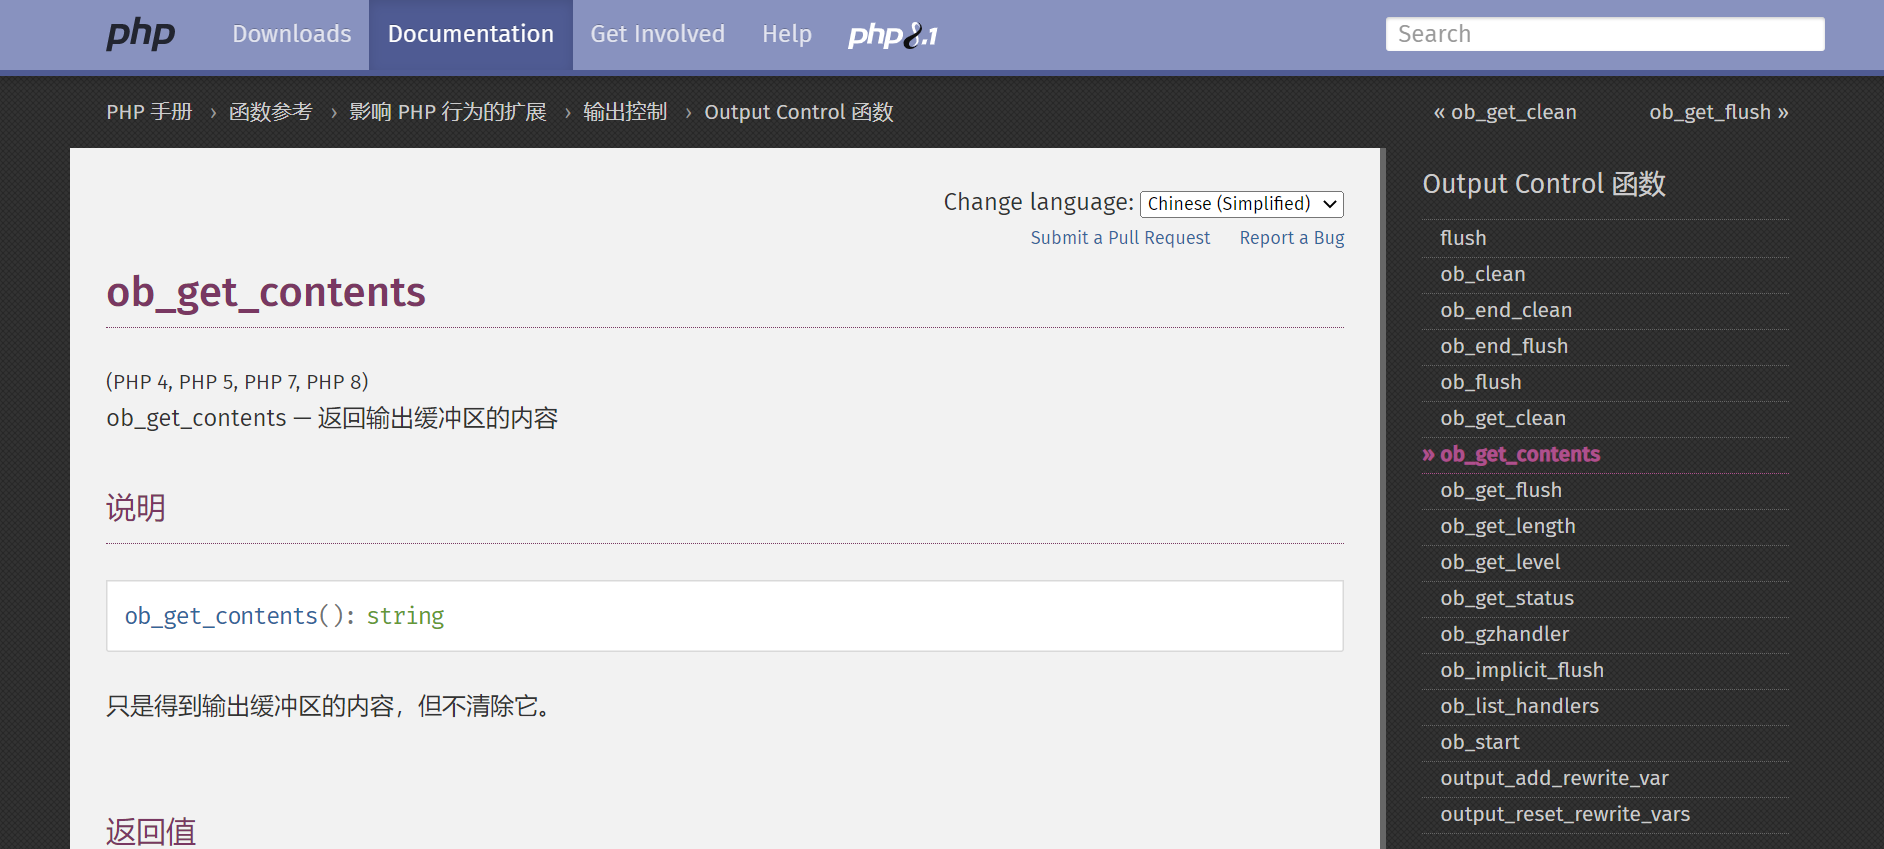 php Downloads Documentation Get Involved Help php8.1 Search
PHP 手册 › 函数参考 › 影响 PHP 行为的扩展 › 输出控制 › Output Control 函数
« ob_get_clean ob_get_flush »
Change language: Chinese (Simplified)
Submit a Pull Request Report a Bug
ob_get_contents
(PHP 4, PHP 5, PHP 7, PHP 8)
ob_get_contents — 返回输出缓冲区的内容
说明
ob_get_contents(): string
只是得到输出缓冲区的内容，但不清除它。
返回值
Output Control 函数
flush
ob_clean
ob_end_clean
ob_end_flush
ob_flush
ob_get_clean
» ob_get_contents
ob_get_flush
ob_get_length
ob_get_level
ob_get_status
ob_gzhandler
ob_implicit_flush
ob_list_handlers
ob_start
output_add_rewrite_var
output_reset_rewrite_vars